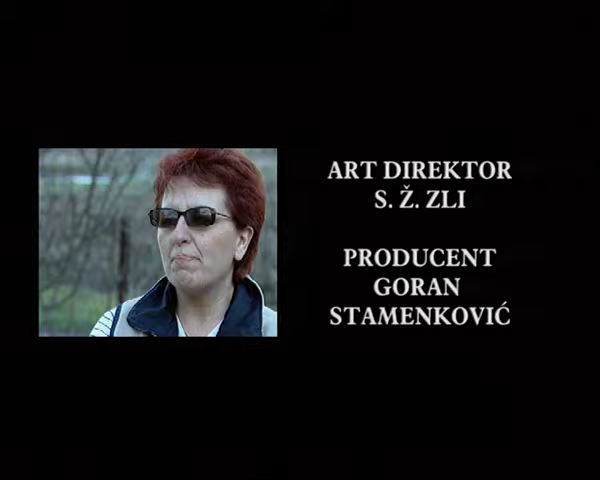 ART DIREKTOR
S. Ž. ZLI
PRODUCENT
GORAN
STAMENKOVIĆ